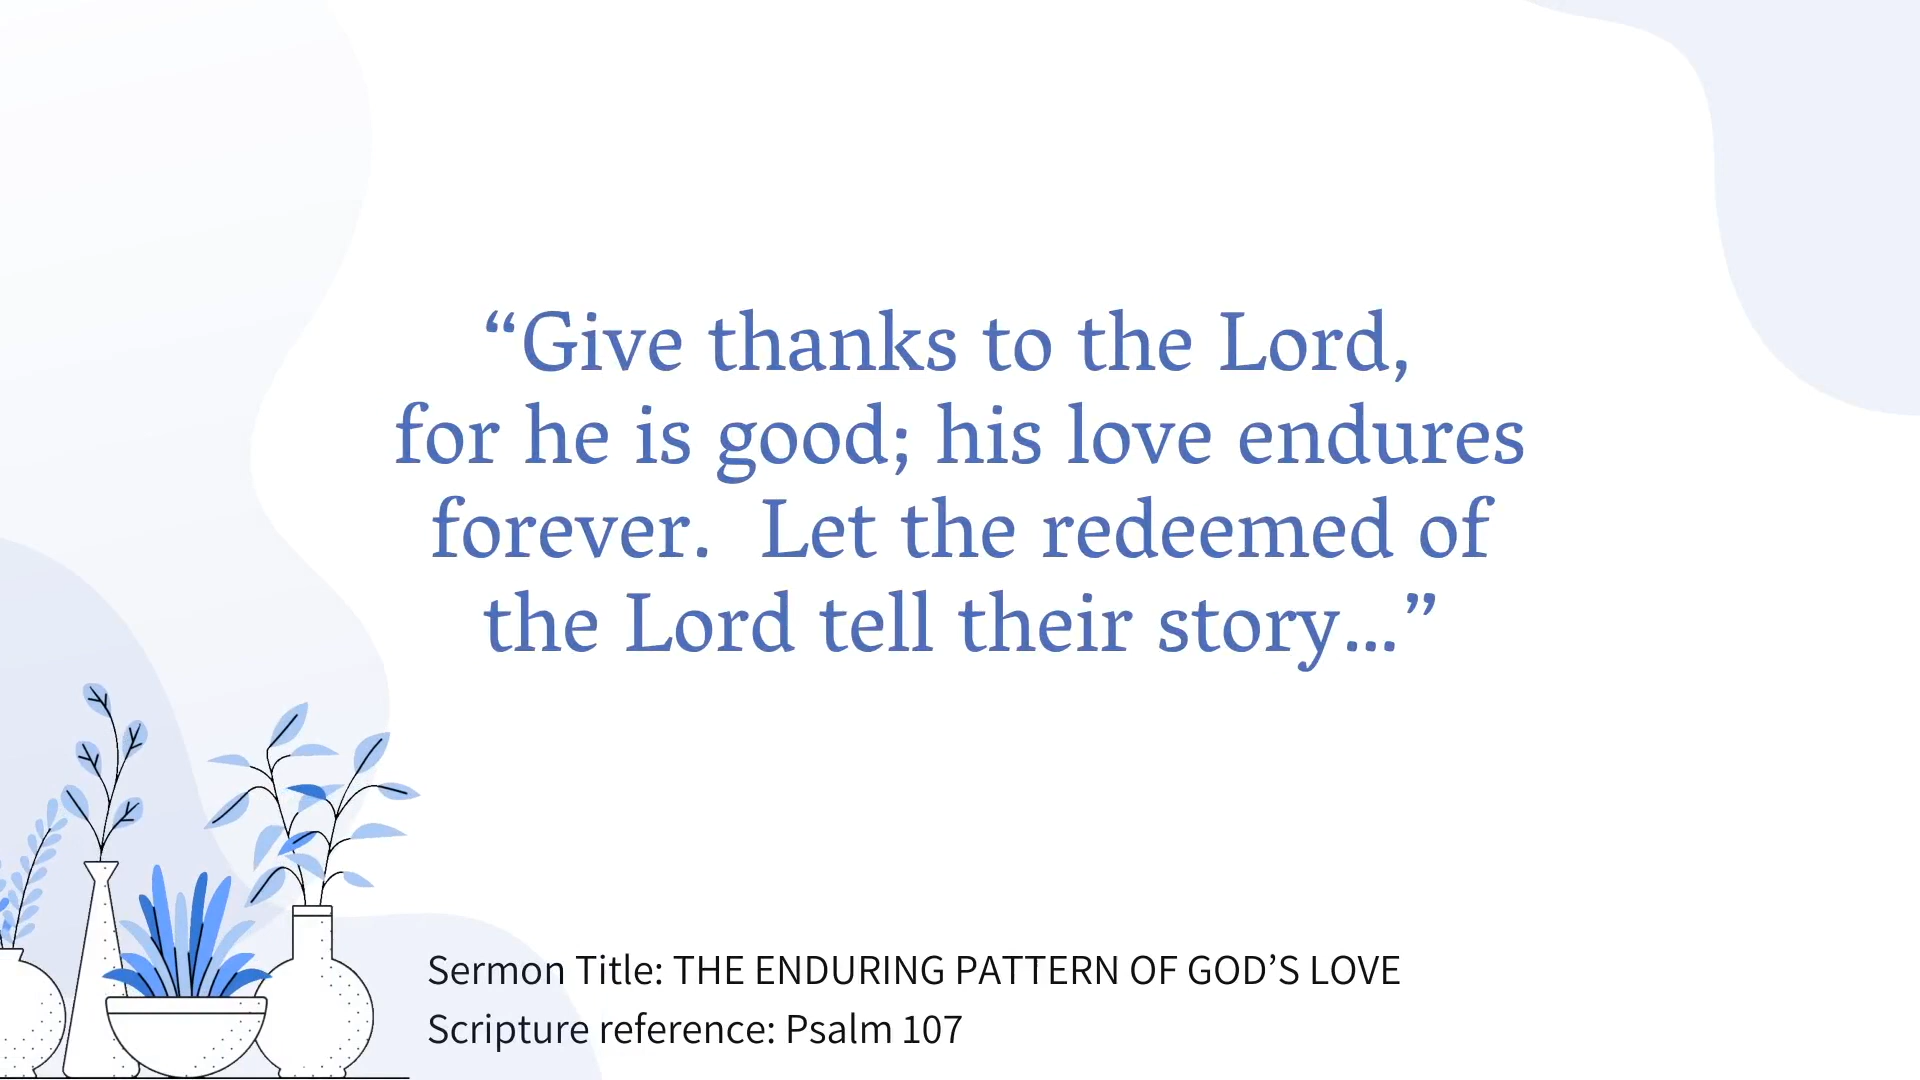 “Give thanks to the Lord,
for he is good; his love endures
forever.  Let the redeemed of
the Lord tell their story...”
Sermon Title: THE ENDURING PATTERN OF GOD’S LOVE
Scripture reference: Psalm 107